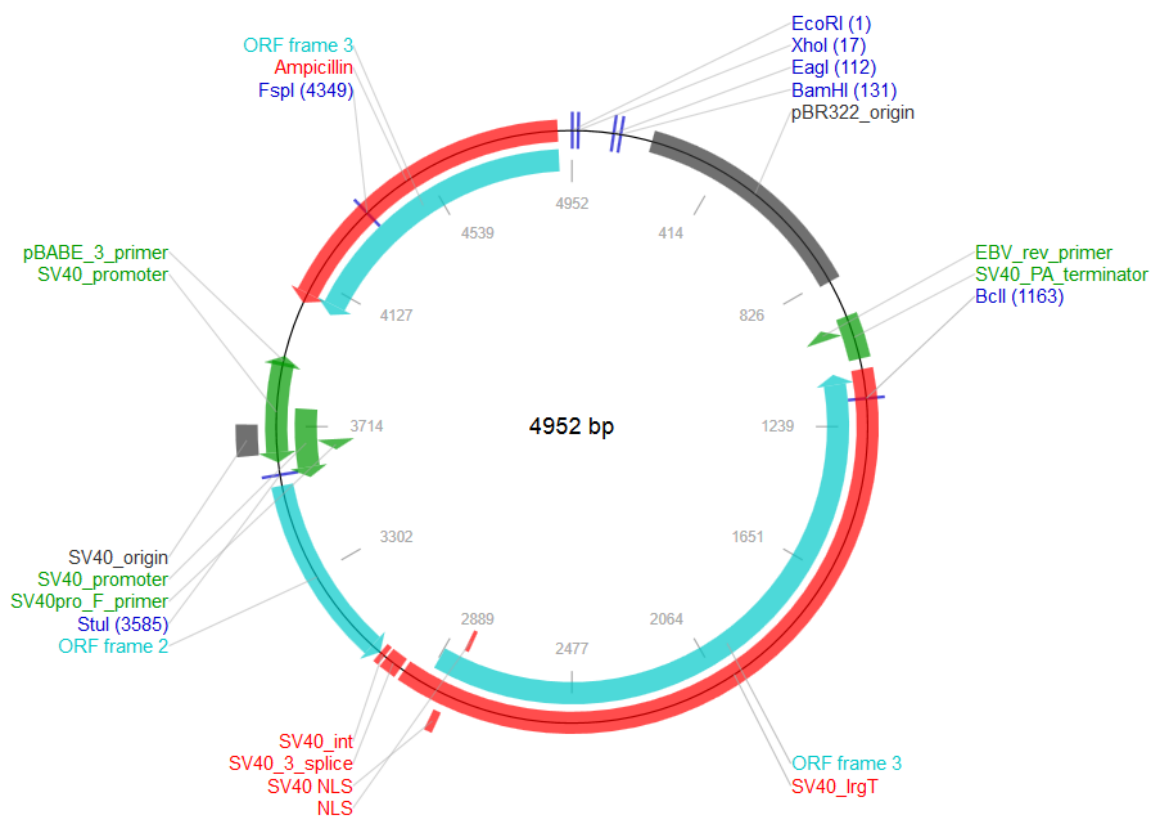 EcoRI (1)
XhoI (17)
EagI (112)
BamHI (131)
pBR322_origin
ORF frame 3
Ampicillin
FspI (4349)
4952
414
4539
EBV_rev_primer
SV40_PA_terminator
BclI (1163)
pBABE_3_primer
SV40_promoter
4127
826
3714
4952 bp
1239
SV40_origin
SV40_promoter
SV40pro_F_primer
StuI (3585)
ORF frame 2
3302
1651
2889
2064
2477
SV40_int
SV40_3_splice
SV40 NLS
NLS
ORF frame 3
SV40_lrgT